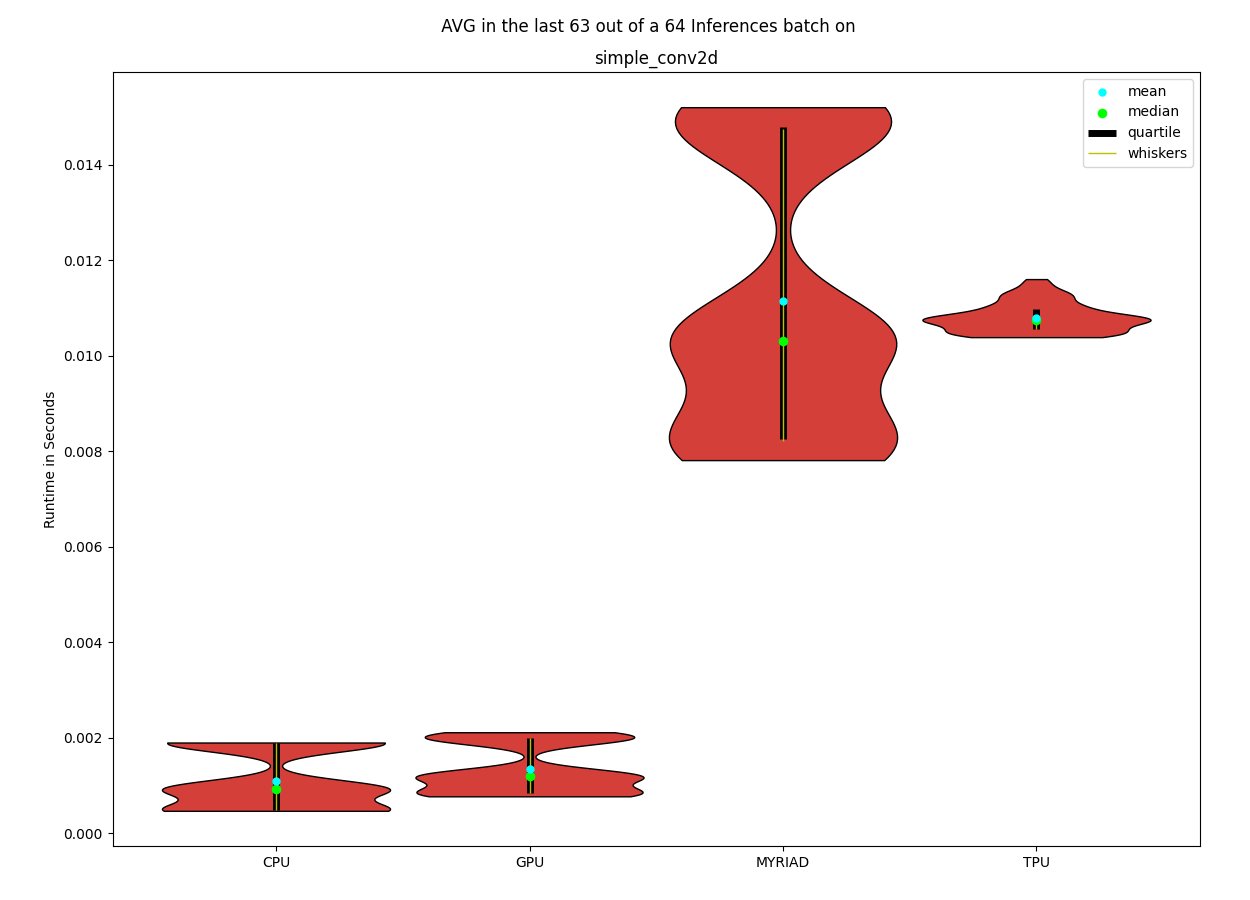 AVG in the last 63 out of a 64 Inferences batch on
simple_conv2d
mean
median
quartile
whiskers
Runtime in Seconds
0.014
0.012
0.010
0.008
0.006
0.004
0.002
0.000
CPU
GPU
MYRIAD
TPU